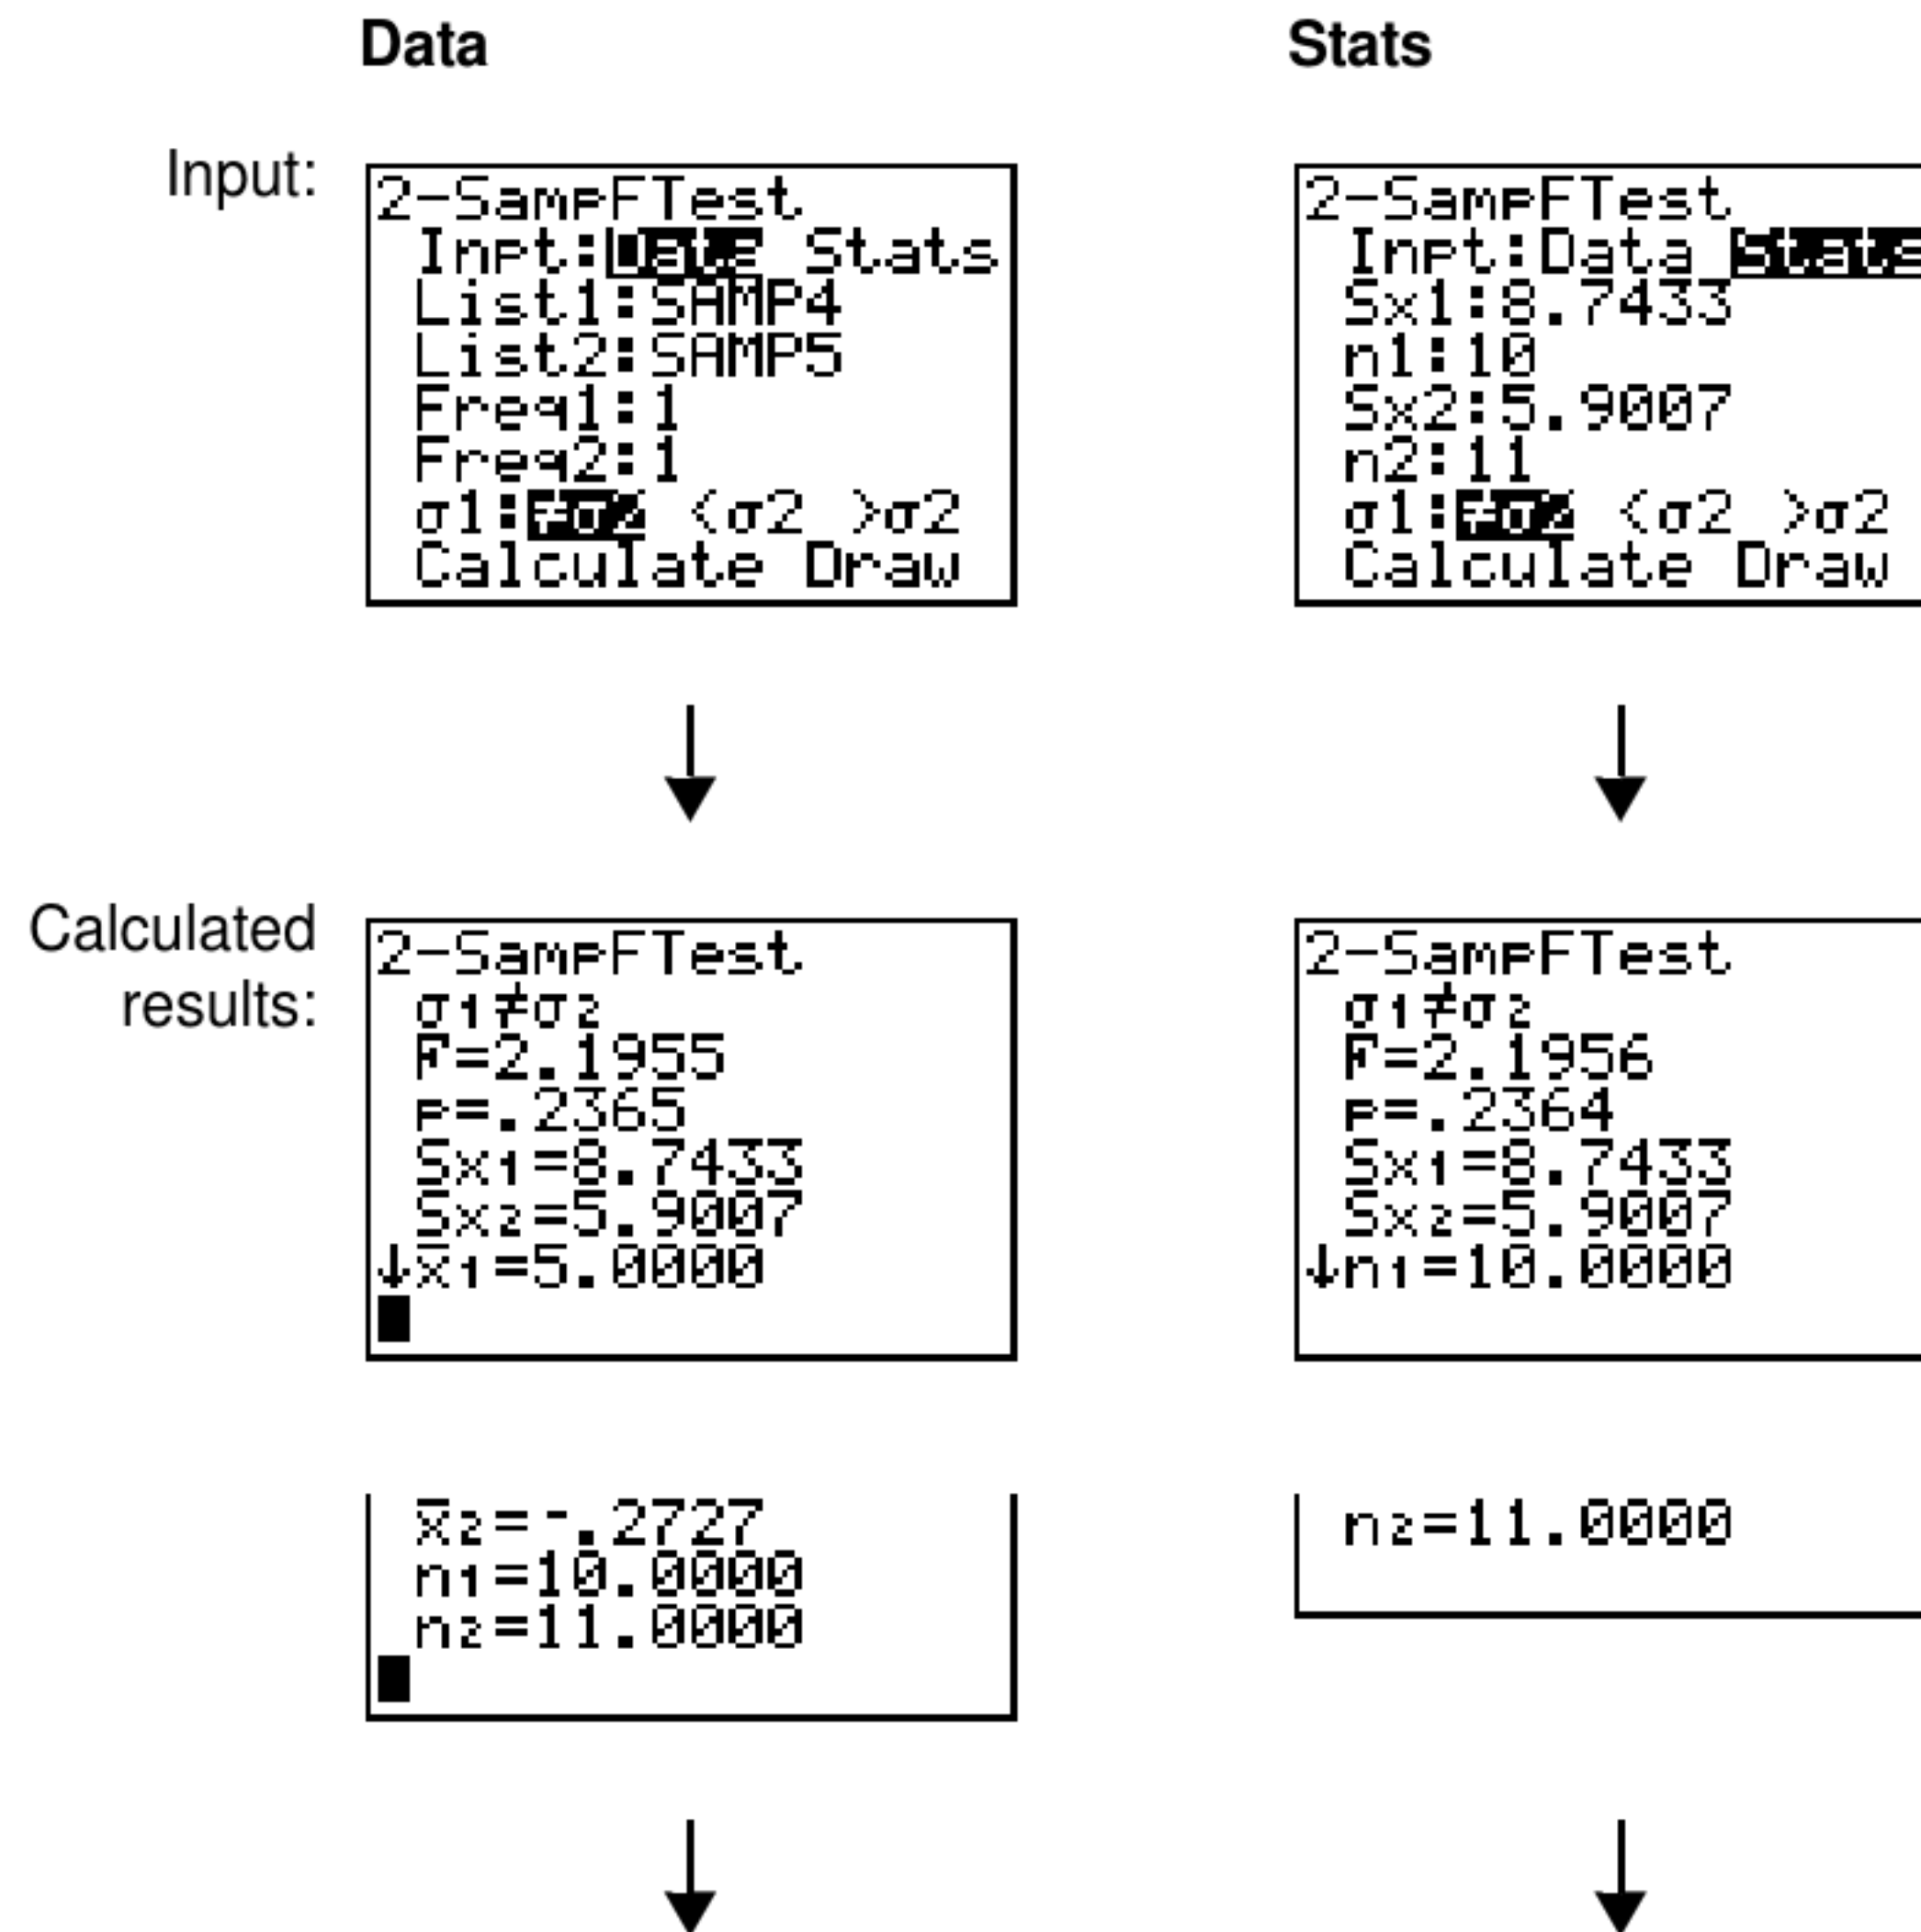 Data
Stats
Input:
2-SampFTest
Inpt:Data Stats
List1:SAMP4
List2:SAMP5
Freq1:1
Freq2:1
σ1:≠σ2 <σ2 >σ2
Calculate Draw
2-SampFTest
Inpt:Data Stats
Sx1:8.7433
n1:10
Sx2:5.9007
n2:11
σ1:≠σ2 <σ2 >σ2
Calculate Draw
Calculated
results:
2-SampFTest
σ1≠σ2
F=2.1955
p=.2365
Sx1=8.7433
Sx2=5.9007
↓x̄1=5.0000
x̄2=-.2727
n1=10.0000
n2=11.0000
2-SampFTest
σ1≠σ2
F=2.1956
p=.2364
Sx1=8.7433
Sx2=5.9007
↓n1=10.0000
n2=11.0000